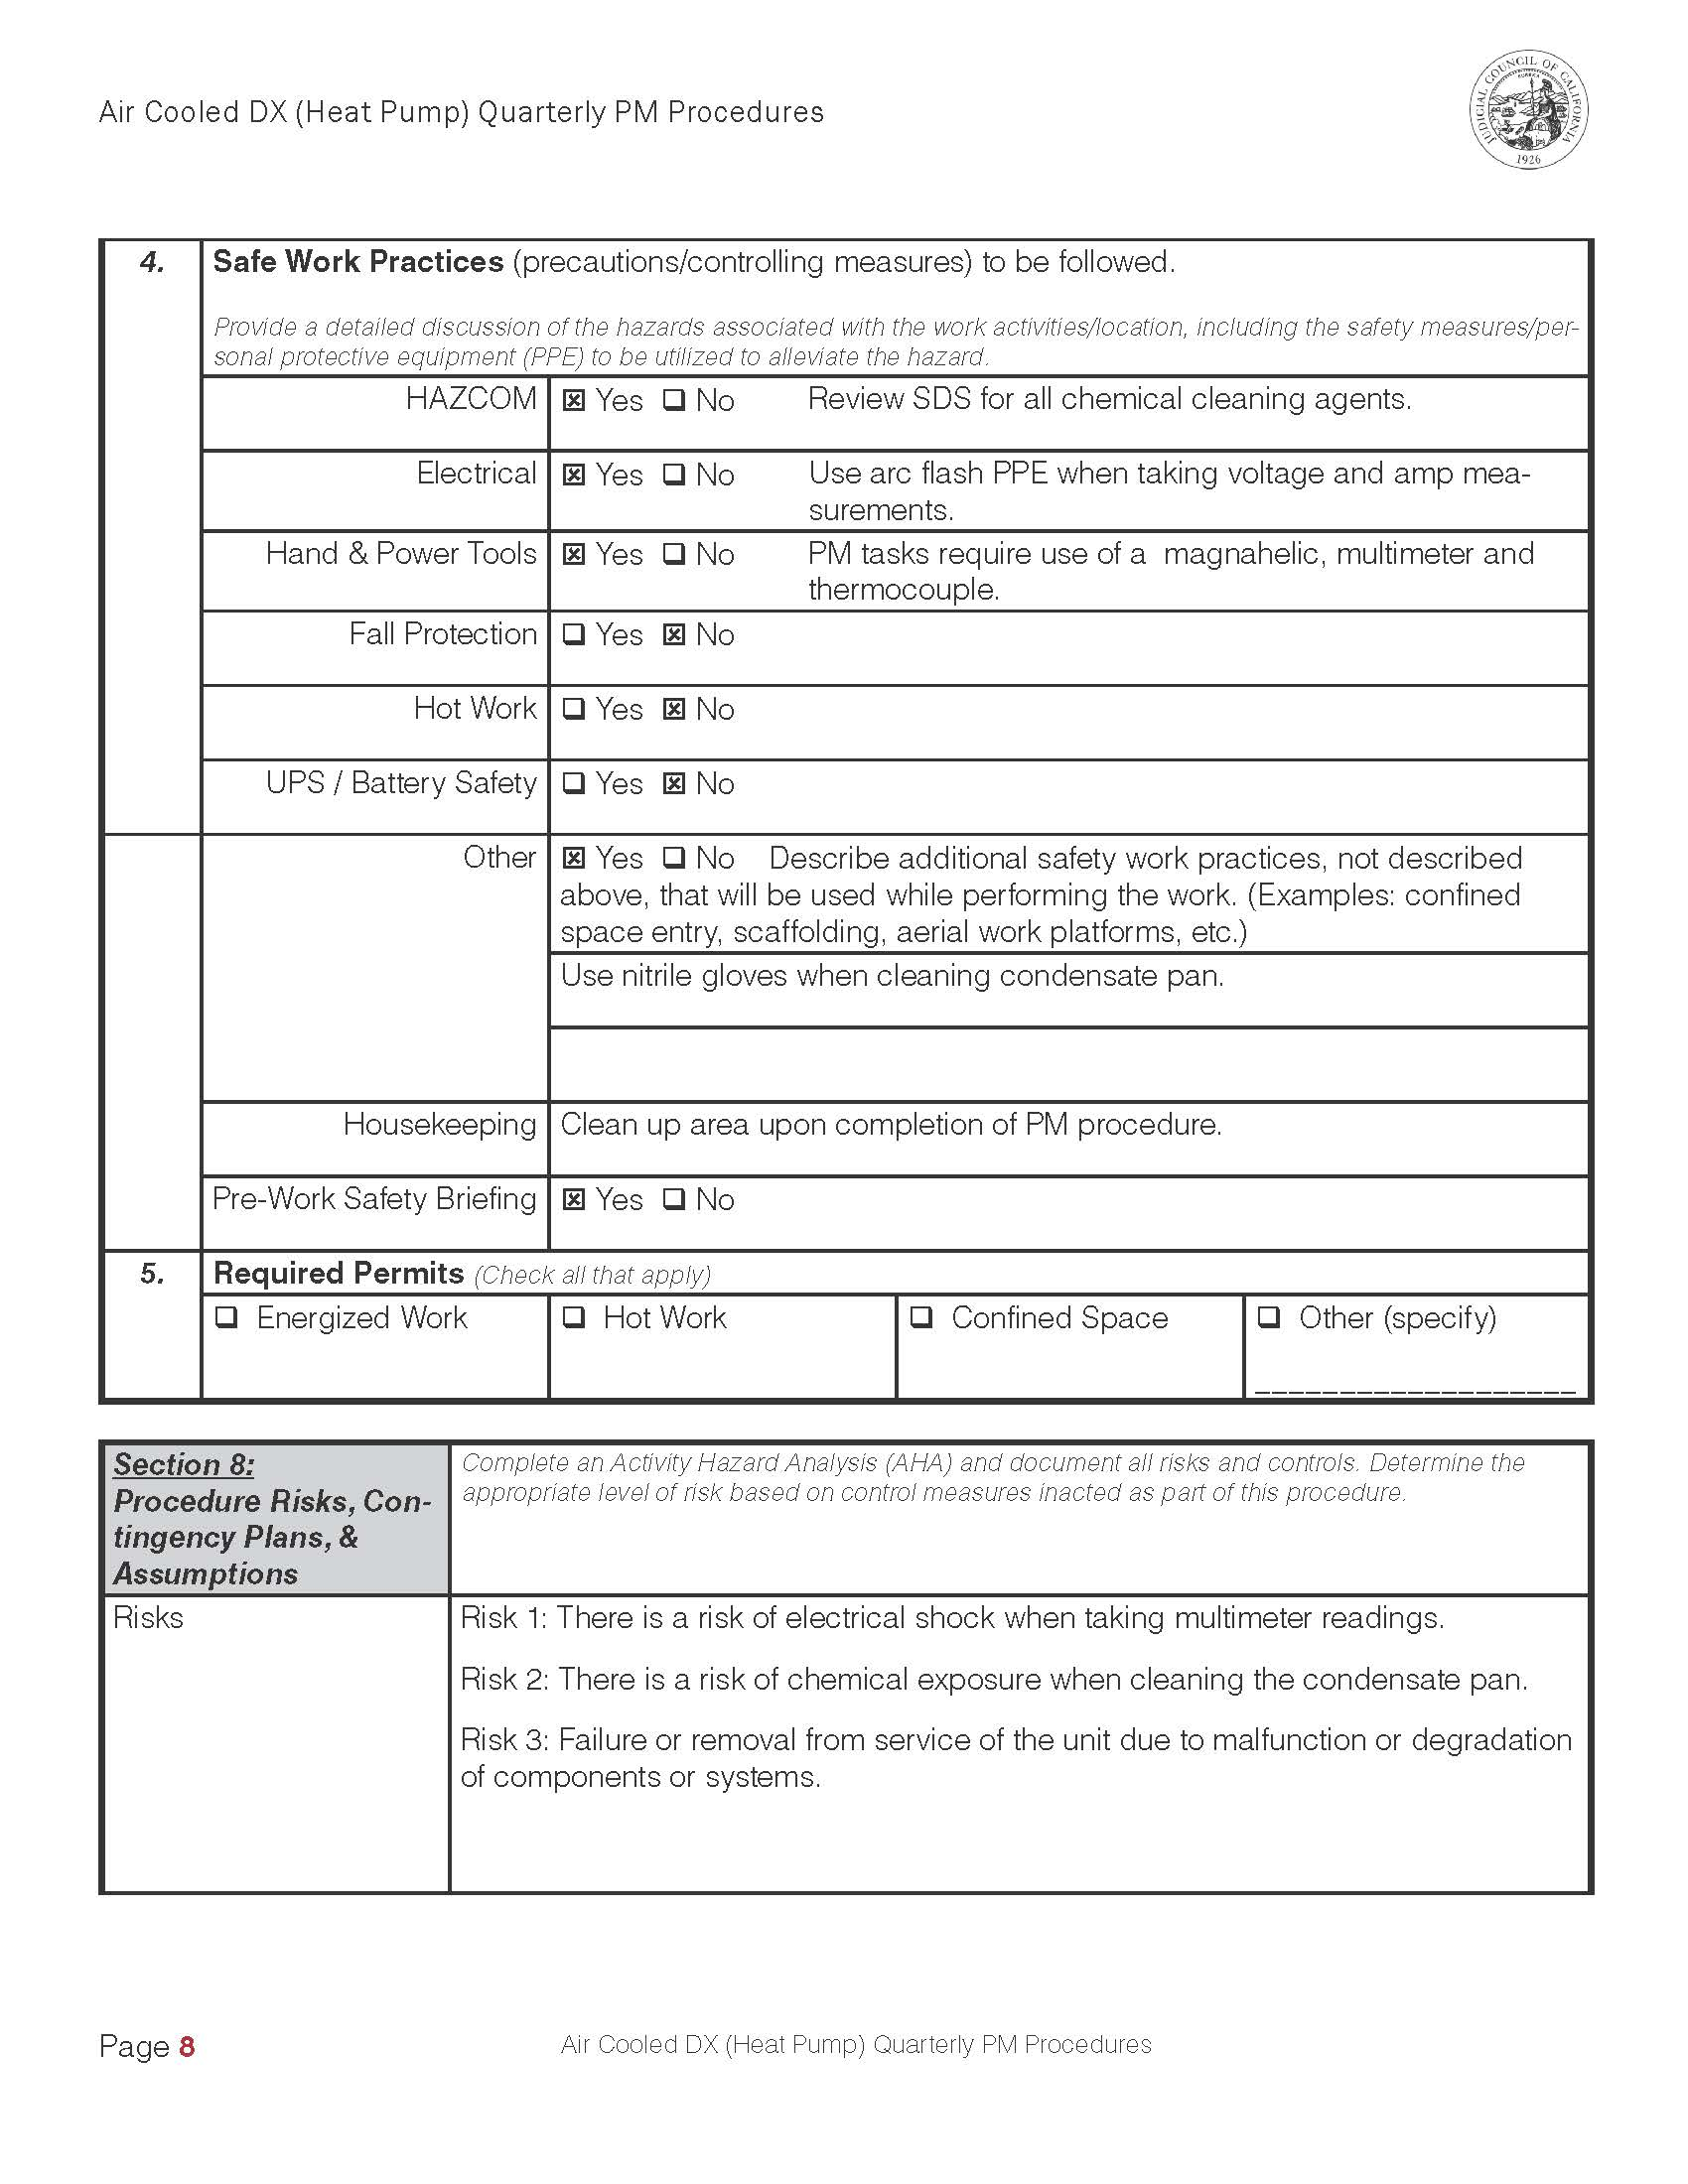 Air Cooled DX (Heat Pump) Quarterly PM Procedures
JUDICIAL COUNCIL OF CALIFORNIA
1926
4.
Safe Work Practices (precautions/controlling measures) to be followed.
Provide a detailed discussion of the hazards associated with the work activities/location, including the safety measures/per-
sonal protective equipment (PPE) to be utilized to alleviate the hazard.
HAZCOM ☒ Yes ❑ No Review SDS for all chemical cleaning agents.
Electrical ☒ Yes ❑ No Use arc flash PPE when taking voltage and amp mea-
surements.
Hand & Power Tools ☒ Yes ❑ No PM tasks require use of a magnahelic, multimeter and
thermocouple.
Fall Protection ❑ Yes ☒ No
Hot Work ❑ Yes ☒ No
UPS / Battery Safety ❑ Yes ☒ No
Other ☒ Yes ❑ No Describe additional safety work practices, not described
above, that will be used while performing the work. (Examples: confined
space entry, scaffolding, aerial work platforms, etc.)
Use nitrile gloves when cleaning condensate pan.
Housekeeping Clean up area upon completion of PM procedure.
Pre-Work Safety Briefing ☒ Yes ❑ No
5.
Required Permits (Check all that apply)
❑ Energized Work ❑ Hot Work ❑ Confined Space ❑ Other (specify)
___________________
Section 8:
Procedure Risks, Con-
tingency Plans, &
Assumptions
Complete an Activity Hazard Analysis (AHA) and document all risks and controls. Determine the
appropriate level of risk based on control measures inacted as part of this procedure.
Risks
Risk 1: There is a risk of electrical shock when taking multimeter readings.
Risk 2: There is a risk of chemical exposure when cleaning the condensate pan.
Risk 3: Failure or removal from service of the unit due to malfunction or degradation
of components or systems.
Page 8
Air Cooled DX (Heat Pump) Quarterly PM Procedures